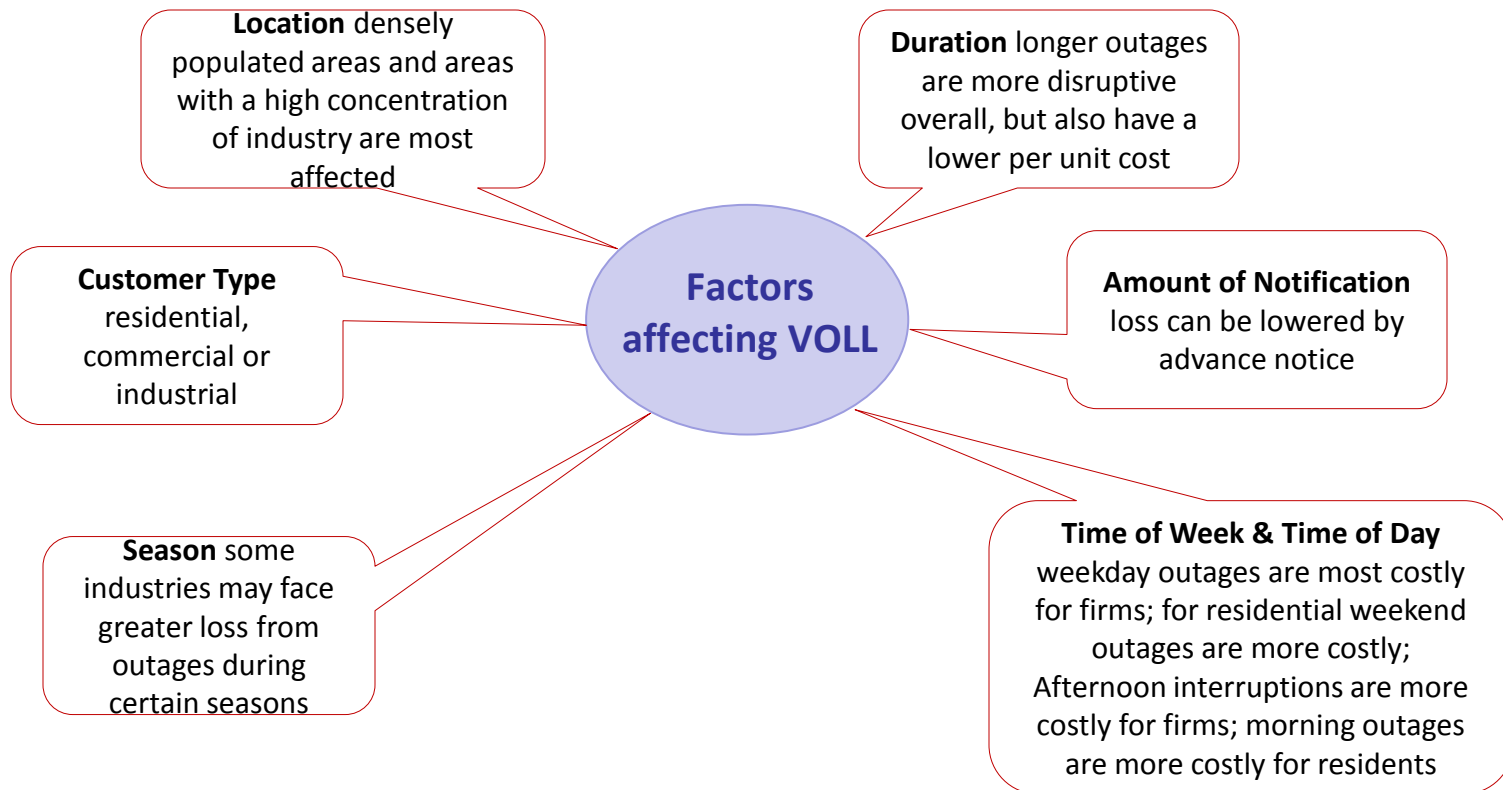 Location densely
populated areas and areas
with a high concentration
of industry are most
affected
Duration longer outages
are more disruptive
overall, but also have a
lower per unit cost
Customer Type
residential,
commercial or
industrial
Factors
affecting VOLL
Amount of Notification
loss can be lowered by
advance notice
Season some
industries may face
greater loss from
outages during
certain seasons
Time of Week & Time of Day
weekday outages are most costly
for firms; for residential weekend
outages are more costly;
Afternoon interruptions are more
costly for firms; morning outages
are more costly for residents